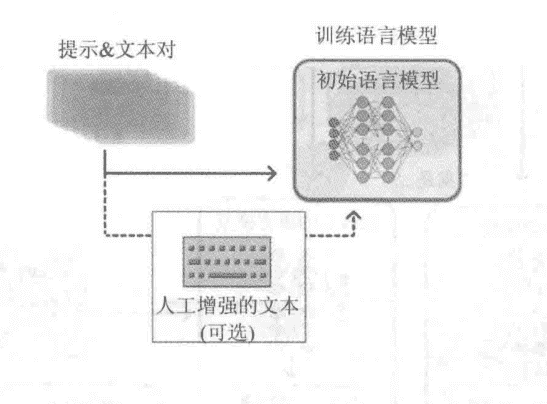 提示&文本对
训练语言模型
初始语言模型
人工增强的文本
(可选)